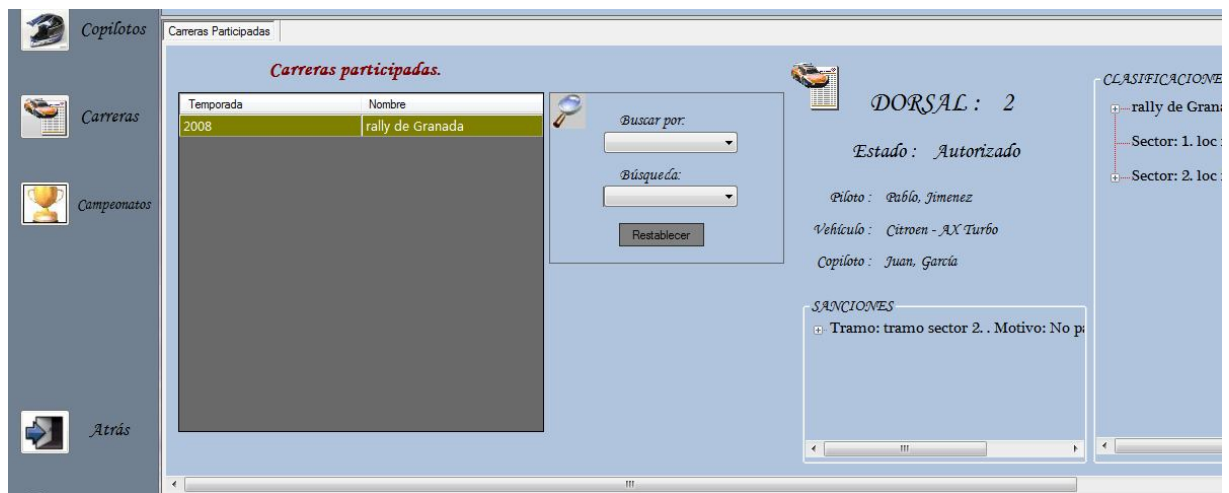 Copilotos
Carreras
Campeonatos
Atrás
Carreras Participadas
Carreras participadas.
Temporada Nombre
2008 rally de Granada
Buscar por:
Búsqueda:
Restablecer
DORSAL : 2
Estado : Autorizado
Piloto : Pablo, Jimenez
Vehículo : Citroen - AX Turbo
Copiloto : Juan, García
SANCIONES
Tramo: tramo sector 2. . Motivo: No pa
CLASIFICACIONE
rally de Grana
Sector: 1. loc
Sector: 2. loc